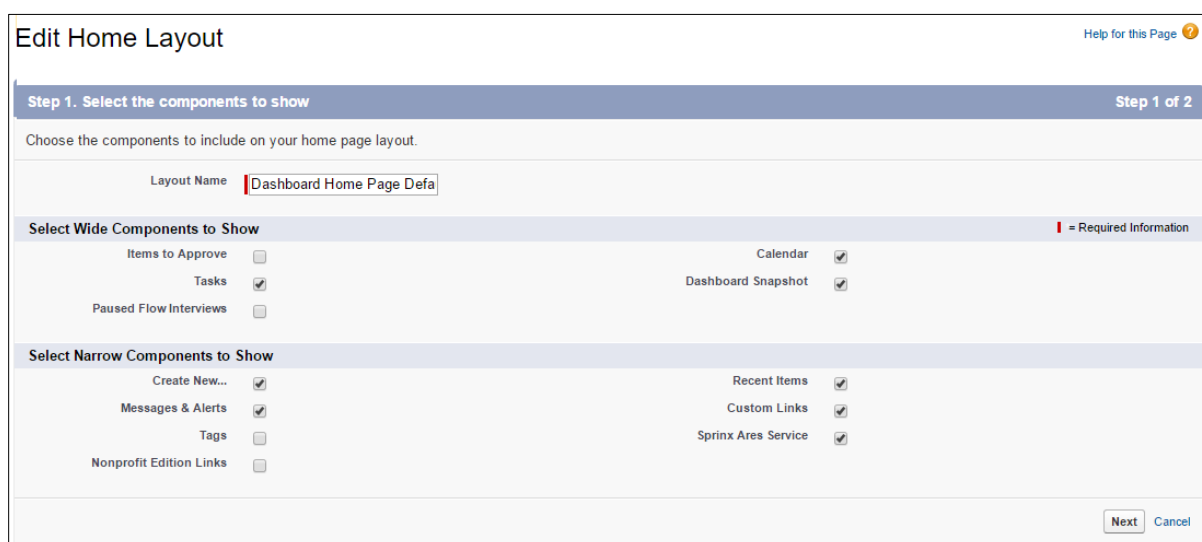 Edit Home Layout
Help for this Page ?
Step 1. Select the components to show Step 1 of 2
Choose the components to include on your home page layout.
Layout Name Dashboard Home Page Defa
Select Wide Components to Show = Required Information
Items to Approve Calendar
Tasks Dashboard Snapshot
Paused Flow Interviews
Select Narrow Components to Show
Create New... Recent Items
Messages & Alerts Custom Links
Tags Sprinx Ares Service
Nonprofit Edition Links
Next Cancel